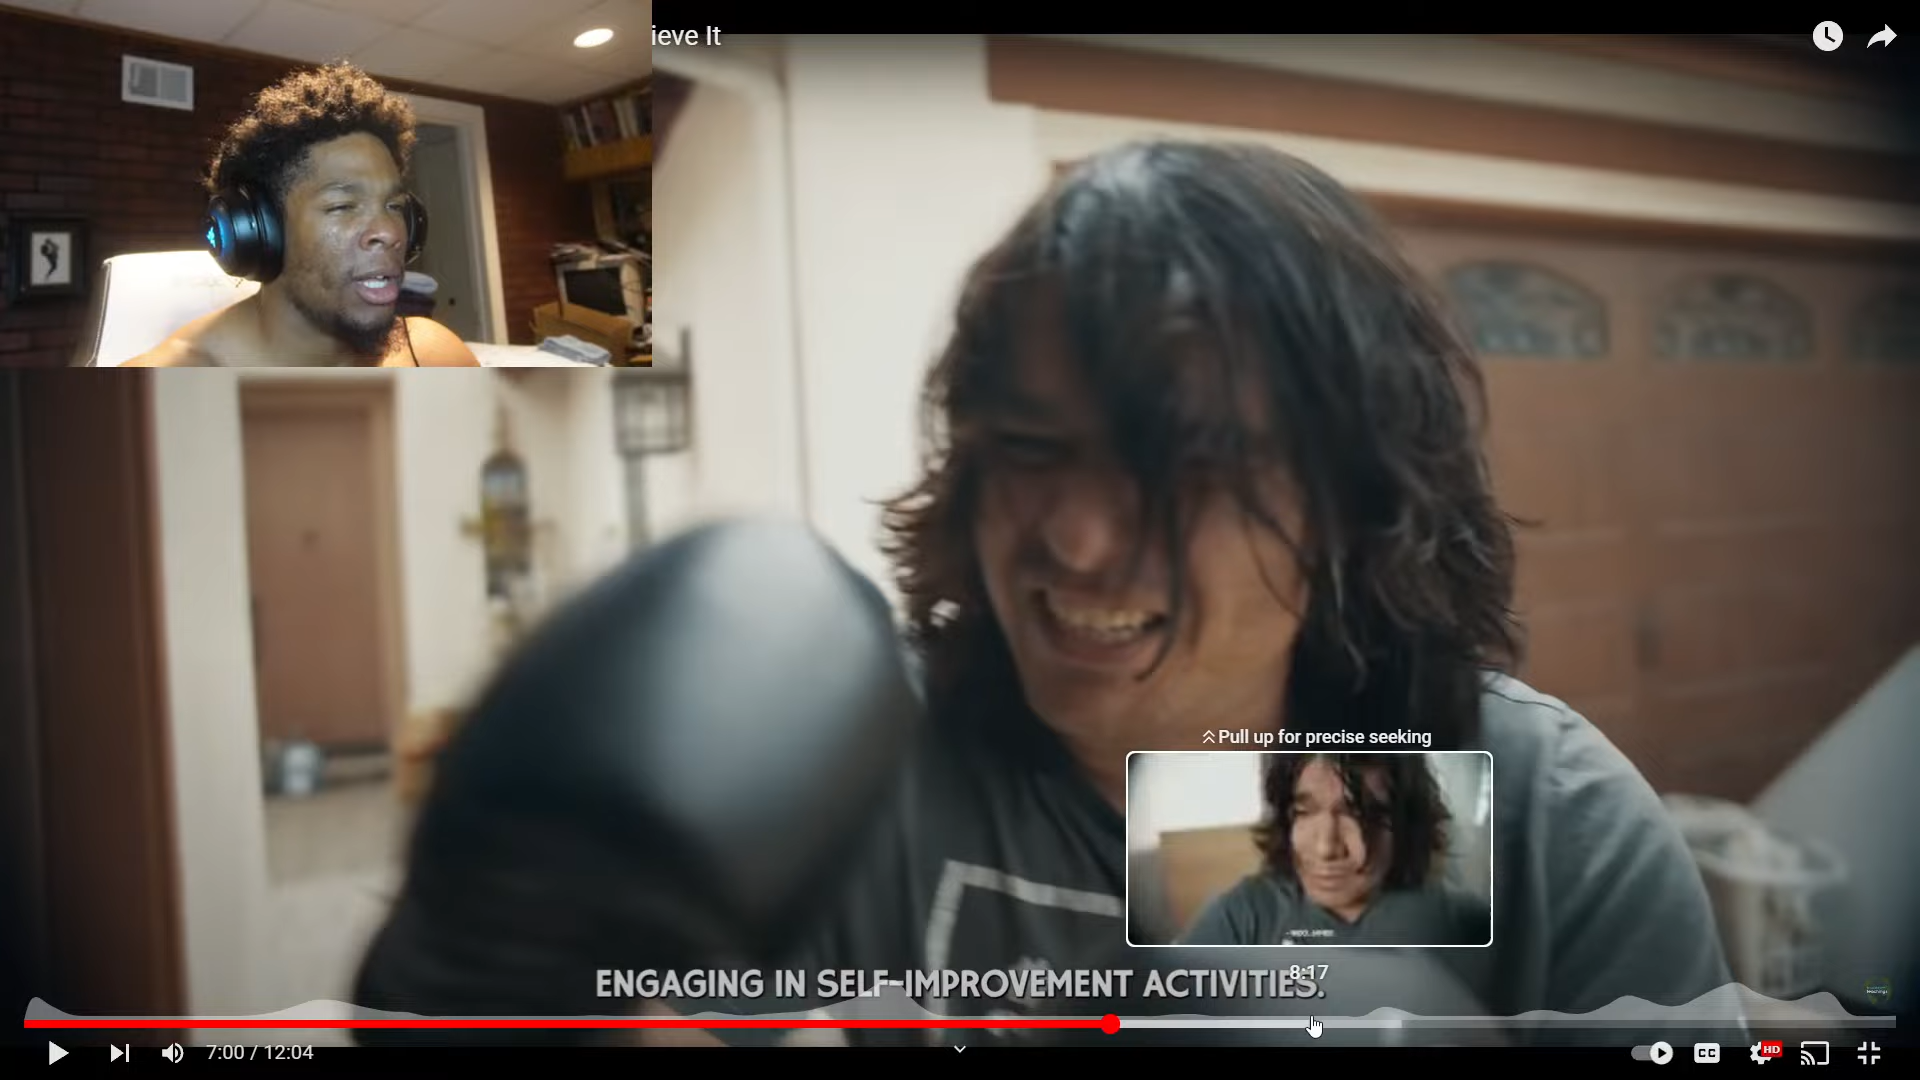 ieve It
Pull up for precise seeking
8:17
ENGAGING IN SELF-IMPROVEMENT ACTIVITIES.
7:00 / 12:04
CC
HD